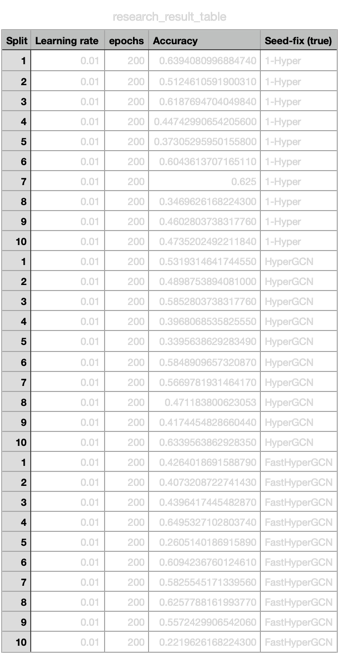 research_result_table
Split Learning rate epochs Accuracy Seed-fix (true)
1 0.01 200 0.6394080996884740 1-Hyper
2 0.01 200 0.5124610591900310 1-Hyper
3 0.01 200 0.6187694704049840 1-Hyper
4 0.01 200 0.44742990654205600 1-Hyper
5 0.01 200 0.37305295950155800 1-Hyper
6 0.01 200 0.6043613707165110 1-Hyper
7 0.01 200 0.625 1-Hyper
8 0.01 200 0.3469626168224300 1-Hyper
9 0.01 200 0.4602803738317760 1-Hyper
10 0.01 200 0.4735202492211840 1-Hyper
1 0.01 200 0.5319314641744550 HyperGCN
2 0.01 200 0.4898753894081000 HyperGCN
3 0.01 200 0.5852803738317760 HyperGCN
4 0.01 200 0.3968068535825550 HyperGCN
5 0.01 200 0.3395638629283490 HyperGCN
6 0.01 200 0.5848909657320870 HyperGCN
7 0.01 200 0.5669781931464170 HyperGCN
8 0.01 200 0.471183800623053 HyperGCN
9 0.01 200 0.4174454828660440 HyperGCN
10 0.01 200 0.6339563862928350 HyperGCN
1 0.01 200 0.4264018691588790 FastHyperGCN
2 0.01 200 0.4073208722741430 FastHyperGCN
3 0.01 200 0.4396417445482870 FastHyperGCN
4 0.01 200 0.6495327102803740 FastHyperGCN
5 0.01 200 0.2605140186915890 FastHyperGCN
6 0.01 200 0.6094236760124610 FastHyperGCN
7 0.01 200 0.5825545171339560 FastHyperGCN
8 0.01 200 0.6257788161993770 FastHyperGCN
9 0.01 200 0.5572429906542060 FastHyperGCN
10 0.01 200 0.2219626168224300 FastHyperGCN